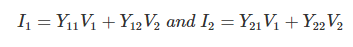 I₁ = Y₁₁V₁ + Y₁₂V₂ and I₂ = Y₂₁V₁ + Y₂₂V₂